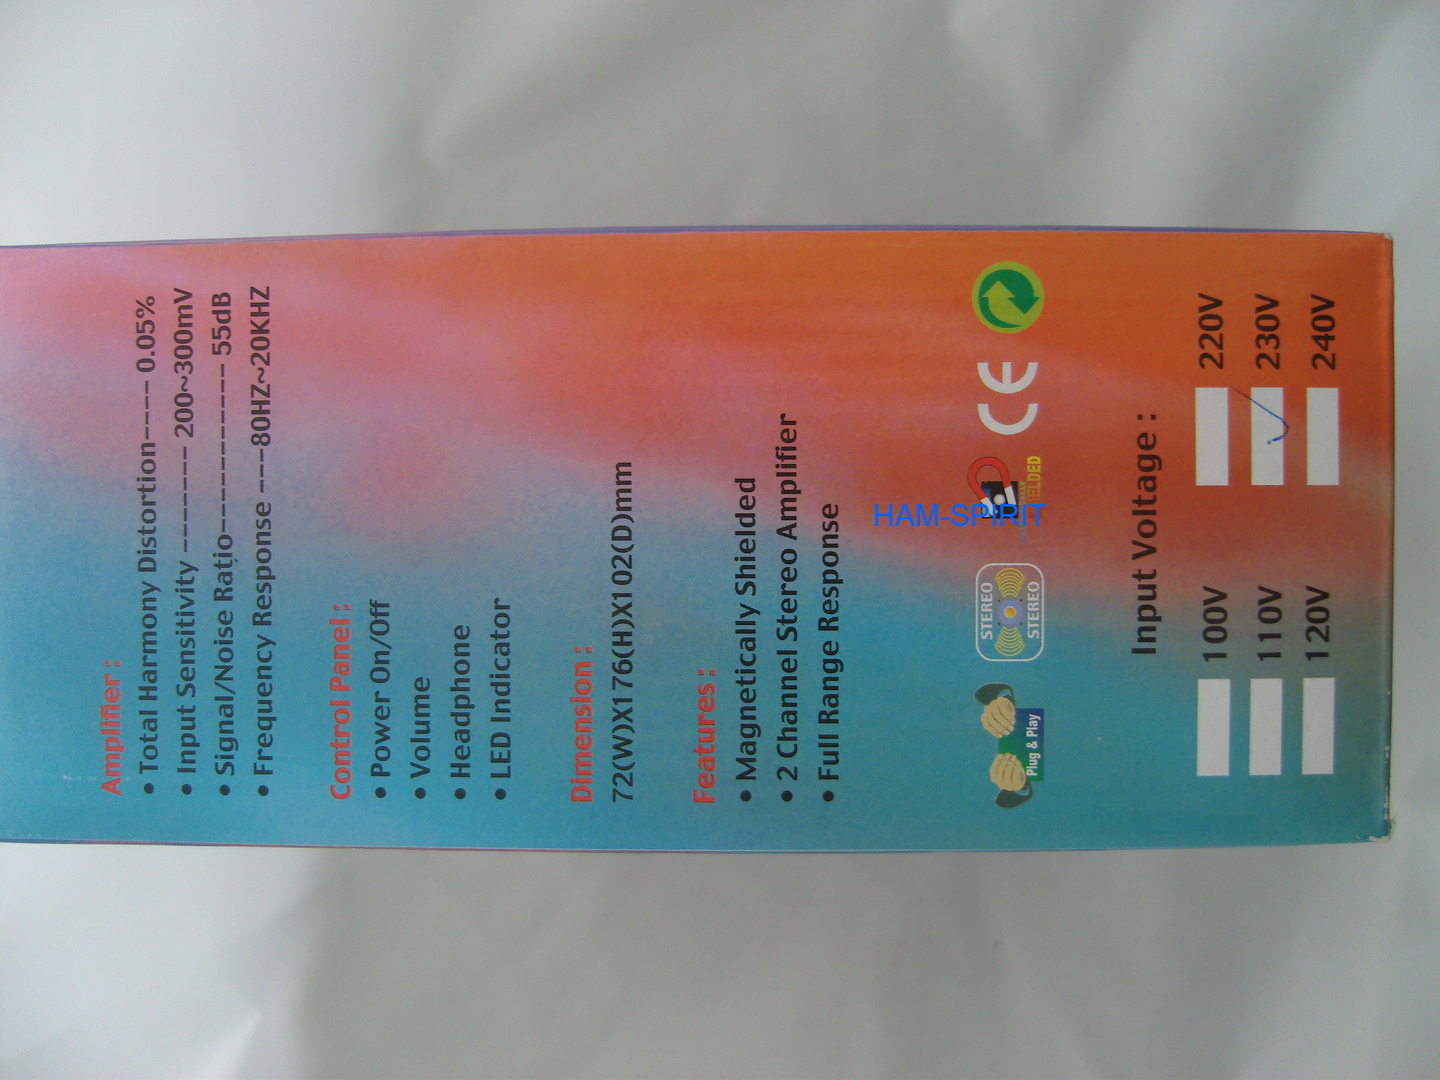 Amplifier :
• Total Harmony Distortion---- 0.05%
• Input Sensitivity ------- 200~300mV
• Signal/Noise Ratio------------ 55dB
• Frequency Response ---80HZ~20KHZ
Control Panel :
• Power On/Off
• Volume
• Headphone
• LED Indicator
Dimension :
72(W)X176(H)X102(D)mm
Features :
• Magnetically Shielded
• 2 Channel Stereo Amplifier
• Full Range Response
Plug & Play
STEREO
STEREO
CE
HAM-SPIRIT
Input Voltage :
100V 220V
110V 230V
120V 240V